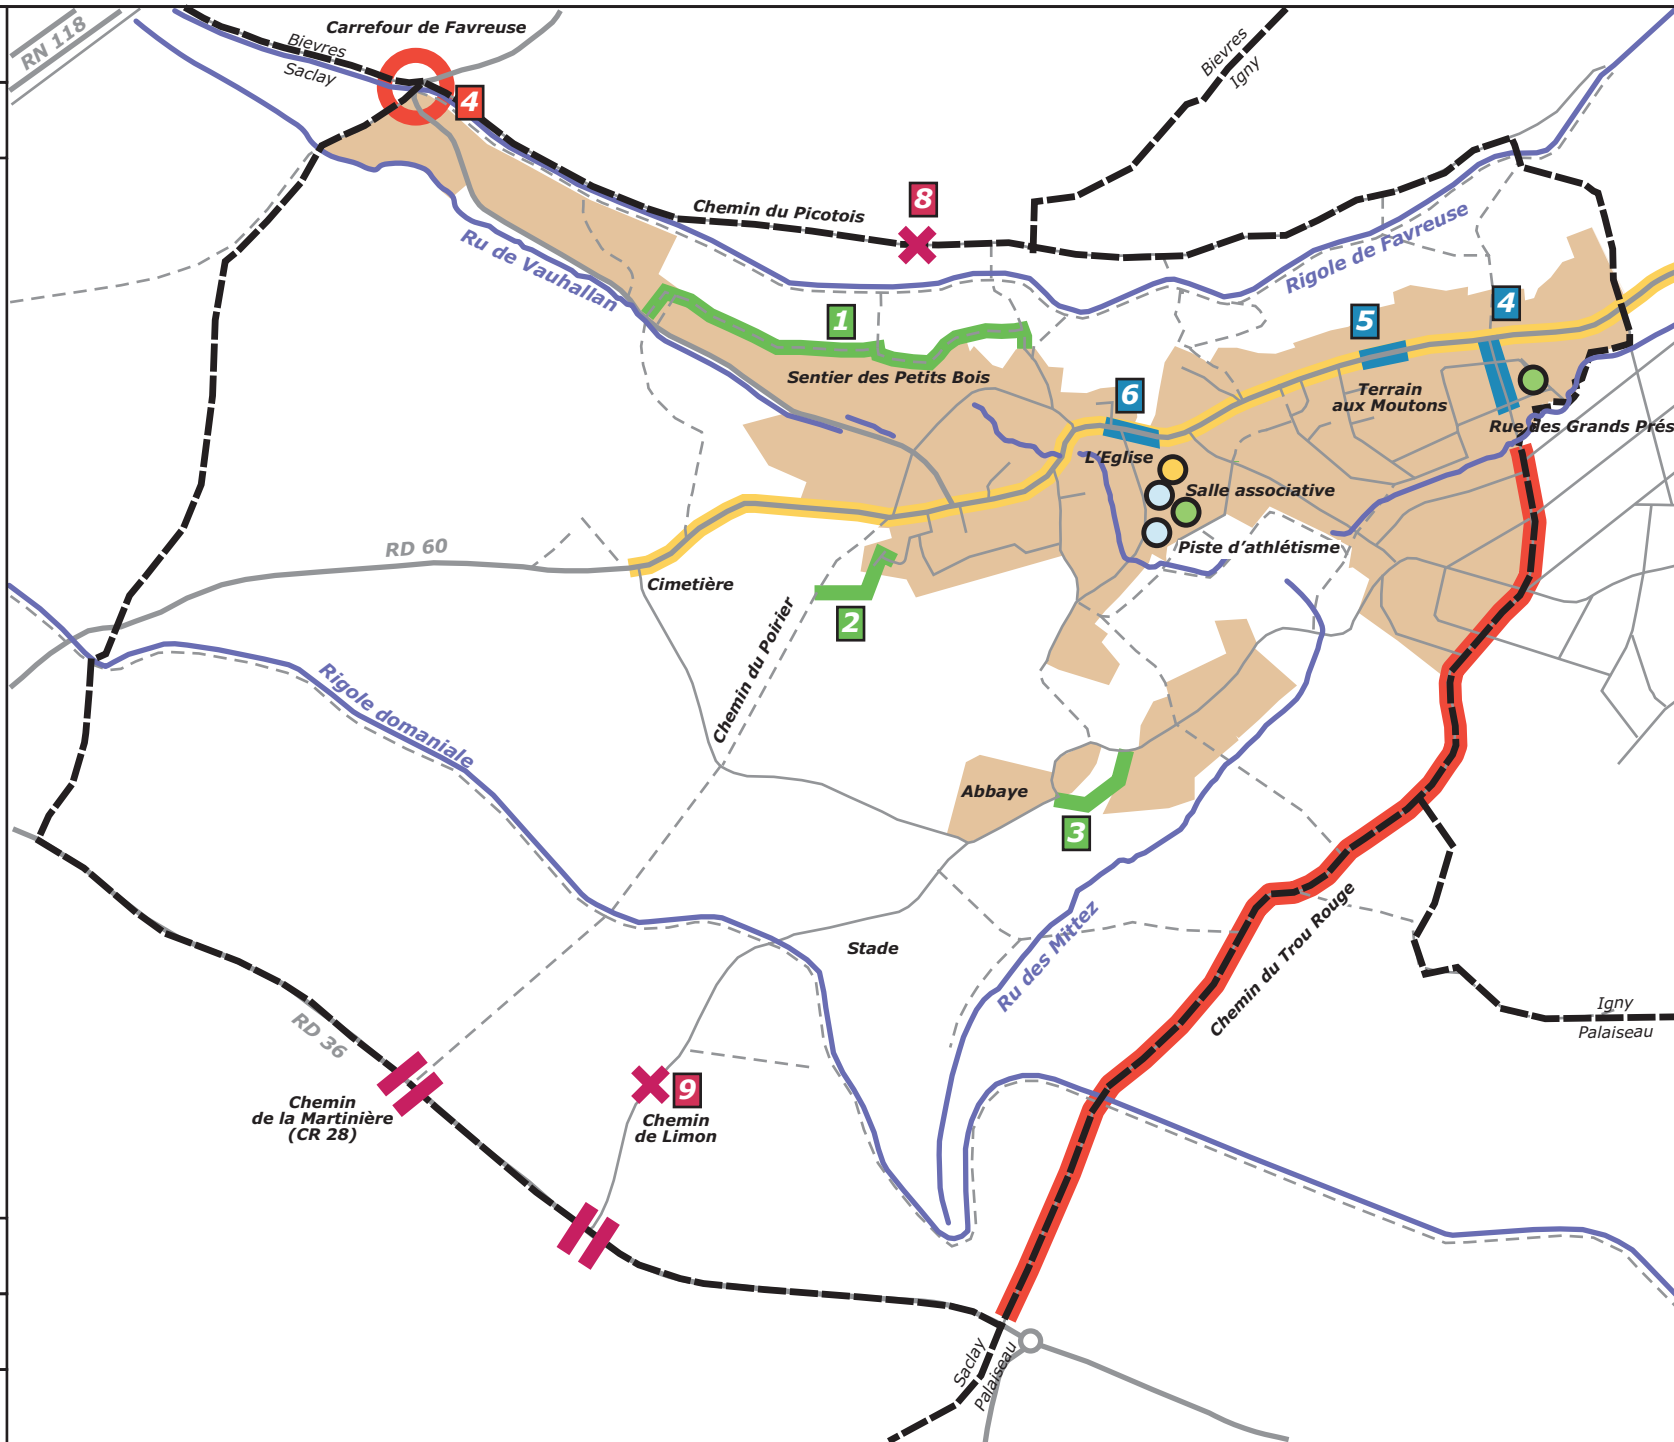 RN 118
Carrefour de Favreuse
Bievres
Saclay
4
Bievres
Igny
8
Chemin du Picotois
Ru de Vauhallan
Rigole de Favreuse
1
Sentier des Petits Bois
5
4
6
Terrain
aux Moutons
Rue des Grands Prés
L'Eglise
Salle associative
Piste d'athlétisme
RD 60
Cimetière
2
Chemin du Poirier
Rigole domaniale
Abbaye
3
Stade
Ru des Mittez
Chemin du Trou Rouge
Igny
Palaiseau
RD 36
Chemin
de la Martinière
(CR 28)
9
Chemin
de Limon
Saclay
Palaiseau